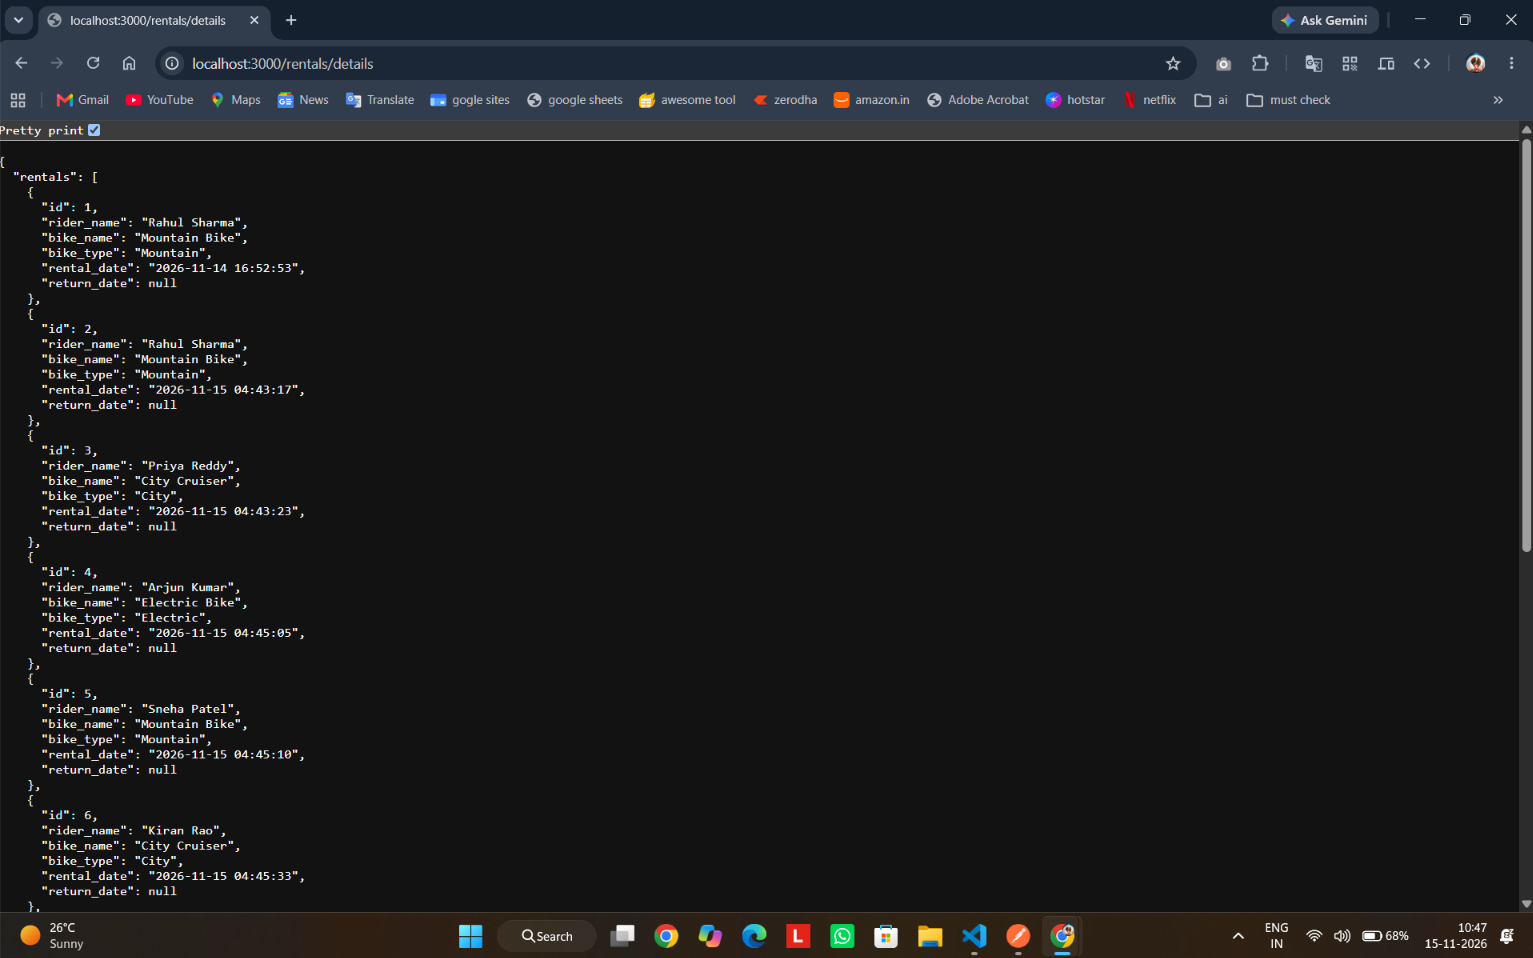 localhost:3000/rentals/details
Ask Gemini
localhost:3000/rentals/details
Gmail YouTube Maps News Translate gogle sites google sheets awesome tool zerodha amazon.in Adobe Acrobat hotstar netflix ai must check
Pretty print
{
  "rentals": [
    {
      "id": 1,
      "rider_name": "Rahul Sharma",
      "bike_name": "Mountain Bike",
      "bike_type": "Mountain",
      "rental_date": "2026-11-14 16:52:53",
      "return_date": null
    },
    {
      "id": 2,
      "rider_name": "Rahul Sharma",
      "bike_name": "Mountain Bike",
      "bike_type": "Mountain",
      "rental_date": "2026-11-15 04:43:17",
      "return_date": null
    },
    {
      "id": 3,
      "rider_name": "Priya Reddy",
      "bike_name": "City Cruiser",
      "bike_type": "City",
      "rental_date": "2026-11-15 04:43:23",
      "return_date": null
    },
    {
      "id": 4,
      "rider_name": "Arjun Kumar",
      "bike_name": "Electric Bike",
      "bike_type": "Electric",
      "rental_date": "2026-11-15 04:45:05",
      "return_date": null
    },
    {
      "id": 5,
      "rider_name": "Sneha Patel",
      "bike_name": "Mountain Bike",
      "bike_type": "Mountain",
      "rental_date": "2026-11-15 04:45:10",
      "return_date": null
    },
    {
      "id": 6,
      "rider_name": "Kiran Rao",
      "bike_name": "City Cruiser",
      "bike_type": "City",
      "rental_date": "2026-11-15 04:45:33",
      "return_date": null
    },
26°C
Sunny
Search
ENG
IN
68%
10:47
15-11-2026